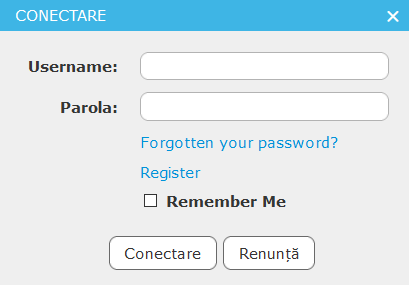 CONECTARE
Username:
Parola:
Forgotten your password?
Register
Remember Me
Conectare Renunță